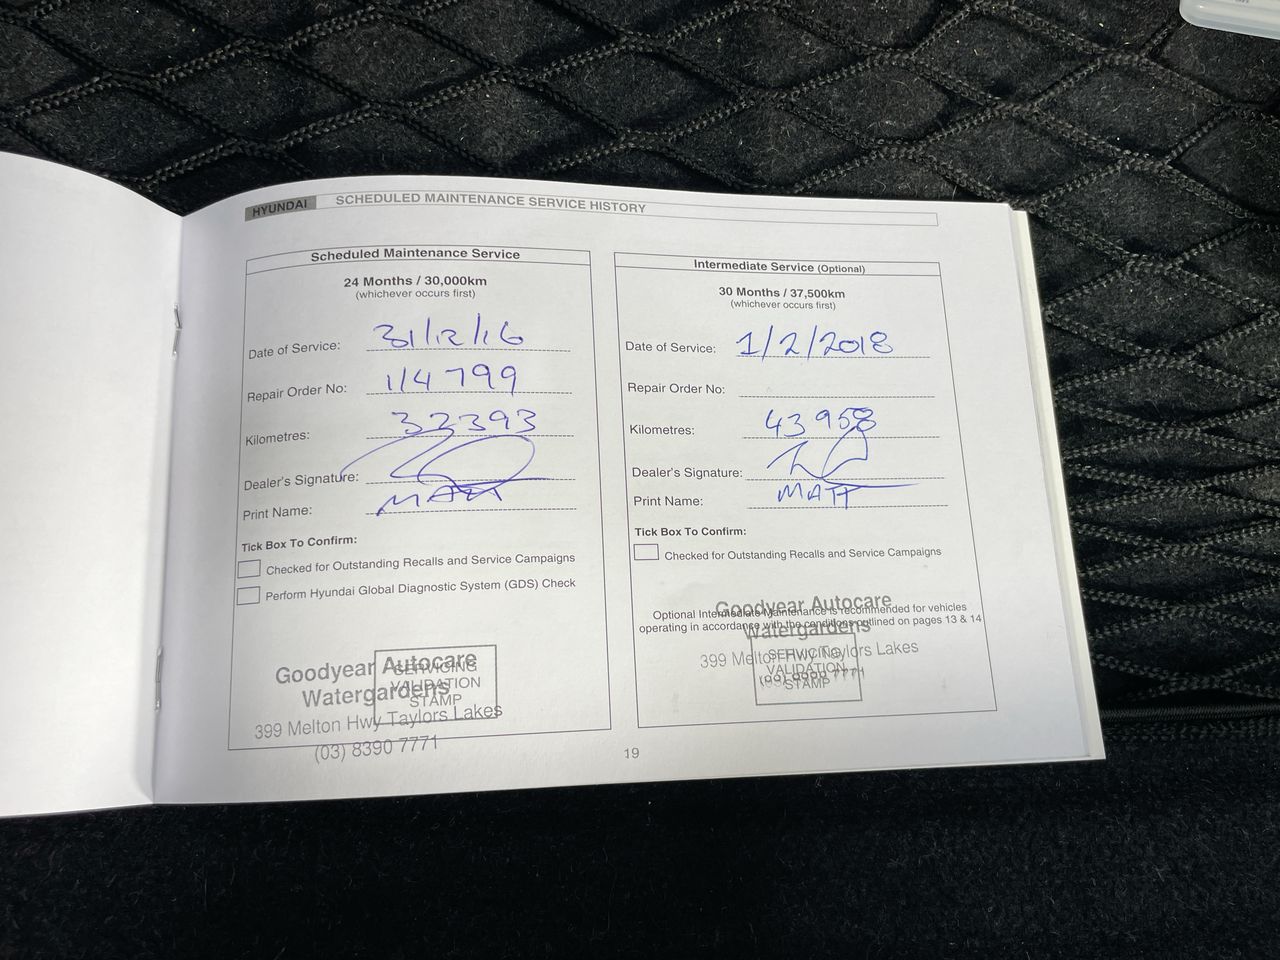 HYUNDAI SCHEDULED MAINTENANCE SERVICE HISTORY
Scheduled Maintenance Service
24 Months / 30,000km
(whichever occurs first)
Date of Service: 31/12/16
Repair Order No: 114799
Kilometres: 32393
Dealer's Signature:
Print Name: MATT
Tick Box To Confirm:
Checked for Outstanding Recalls and Service Campaigns
Perform Hyundai Global Diagnostic System (GDS) Check
Goodyear Autocare
Watergardens
399 Melton Hwy Taylors Lakes
(03) 8390 7771
SERVICING
VALIDATION
STAMP
Intermediate Service (Optional)
30 Months / 37,500km
(whichever occurs first)
Date of Service: 1/2/2018
Repair Order No:
Kilometres: 43958
Dealer's Signature:
Print Name: MATT
Tick Box To Confirm:
Checked for Outstanding Recalls and Service Campaigns
Optional Intermediate Maintenance is recommended for vehicles
operating in accordance with the conditions outlined on pages 13 & 14
Goodyear Autocare
Watergardens
399 Melton Hwy Taylors Lakes
SERVICING
VALIDATION
STAMP
19